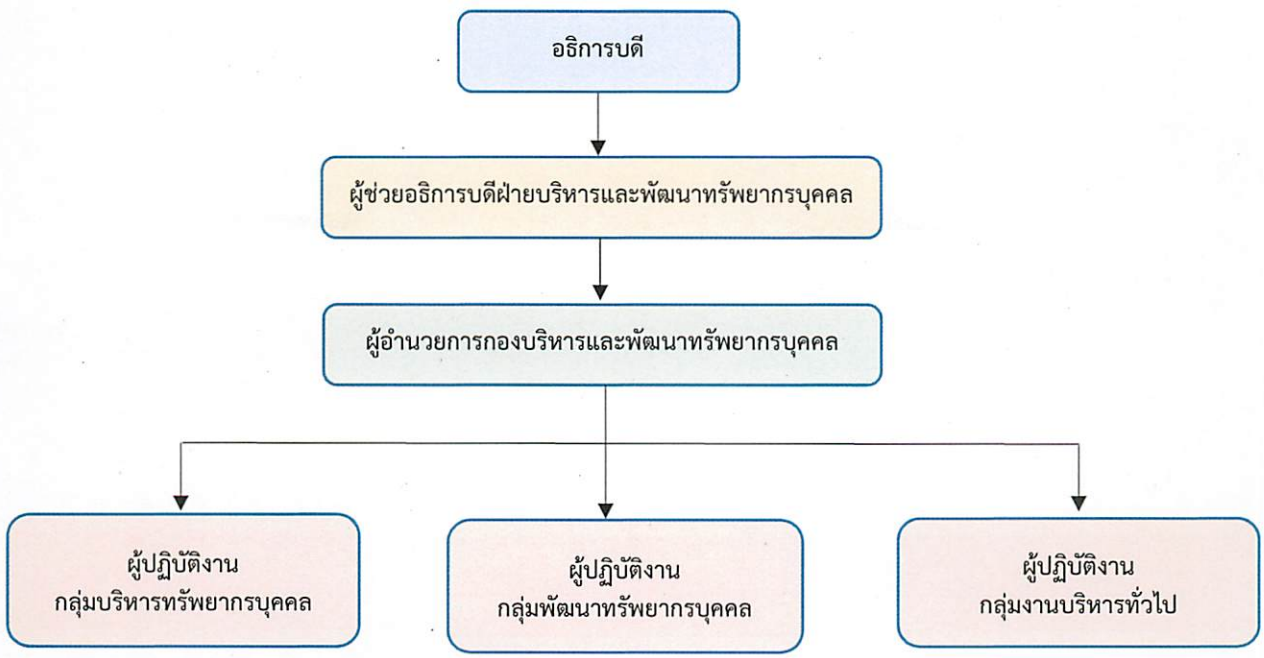 อธิการบดี
ผู้ช่วยอธิการบดีฝ่ายบริหารและพัฒนาทรัพยากรบุคคล
ผู้อำนวยการกองบริหารและพัฒนาทรัพยากรบุคคล
ผู้ปฏิบัติงาน
กลุ่มบริหารทรัพยากรบุคคล
ผู้ปฏิบัติงาน
กลุ่มพัฒนาทรัพยากรบุคคล
ผู้ปฏิบัติงาน
กลุ่มงานบริหารทั่วไป